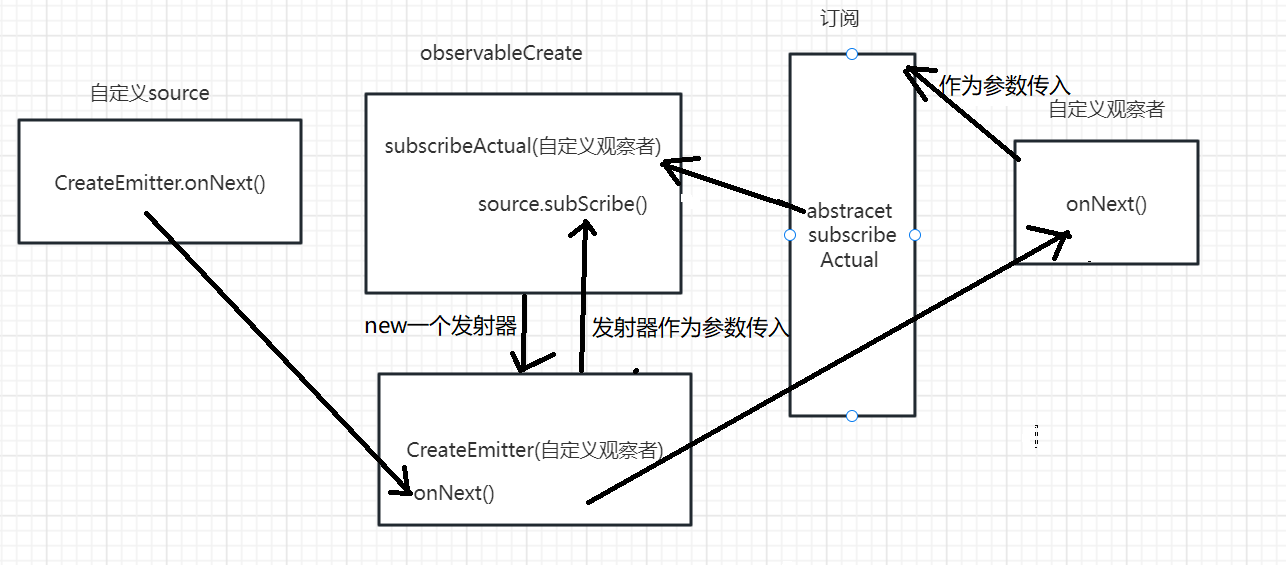 订阅
observableCreate
自定义source
作为参数传入
自定义观察者
subscribeActual(自定义观察者)
CreateEmitter.onNext()
source.subScribe()
onNext()
abstracet
subscribe
Actual
new一个发射器
发射器作为参数传入
CreateEmitter(自定义观察者)
onNext()